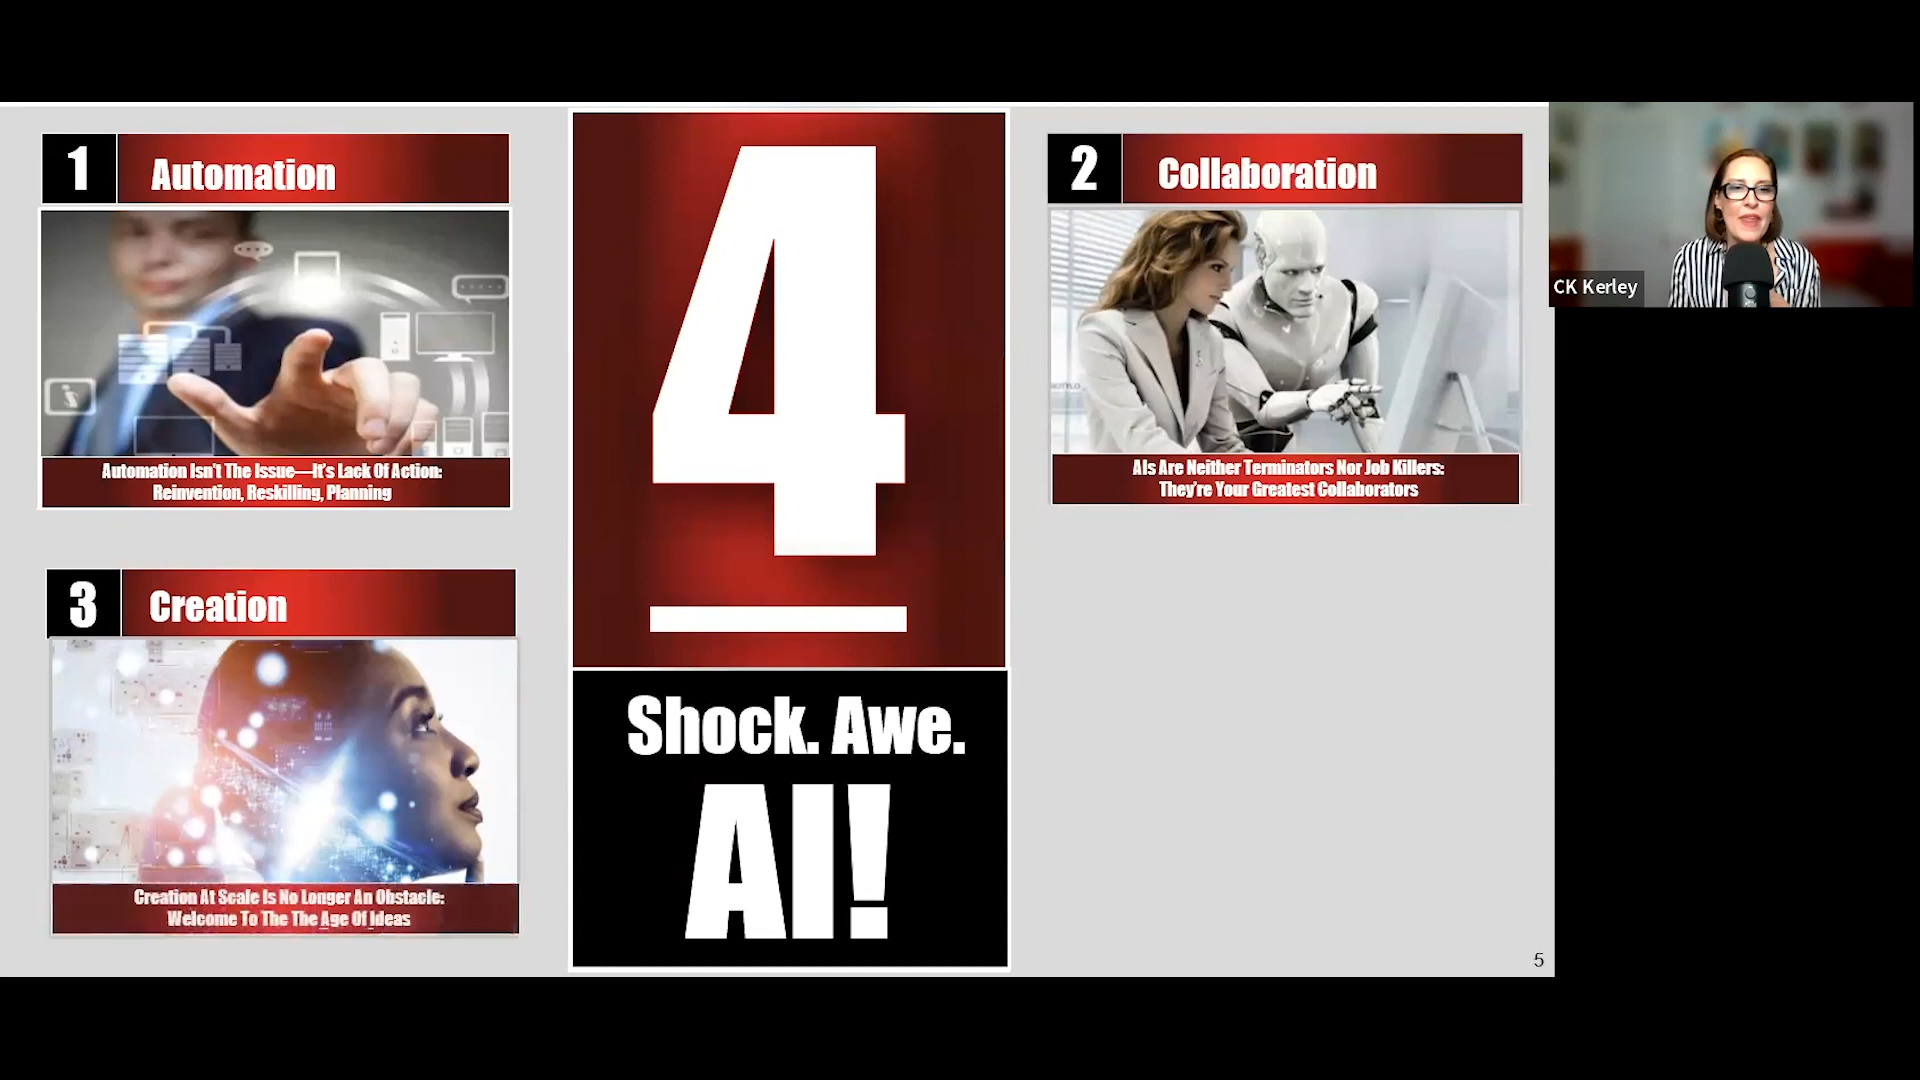 1
Automation
Automation Isn't The Issue—It's Lack Of Action:
Reinvention, Reskilling, Planning
4
Shock. Awe.
AI!
2
Collaboration
AIs Are Neither Terminators Nor Job Killers:
They're Your Greatest Collaborators
3
Creation
Creation At Scale Is No Longer An Obstacle:
Welcome To The The Age Of Ideas
5
CK Kerley